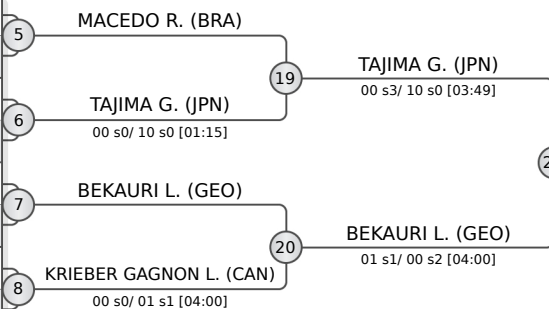 MACEDO R. (BRA)
5
19
TAJIMA G. (JPN)
00 s3/ 10 s0 [03:49]
TAJIMA G. (JPN)
6
00 s0/ 10 s0 [01:15]
BEKAURI L. (GEO)
7
20
BEKAURI L. (GEO)
01 s1/ 00 s2 [04:00]
KRIEBER GAGNON L. (CAN)
8
00 s0/ 01 s1 [04:00]